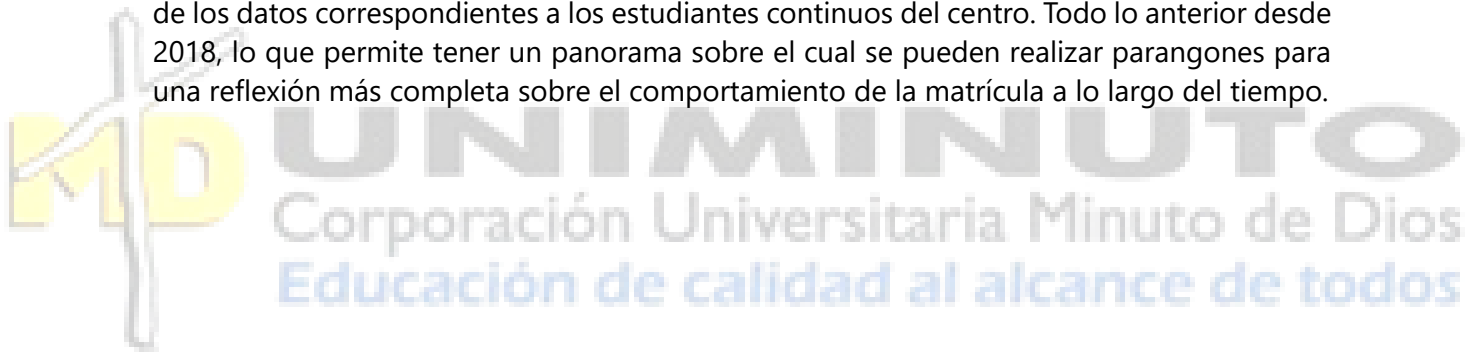 de los datos correspondientes a los estudiantes continuos del centro. Todo lo anterior desde
2018, lo que permite tener un panorama sobre el cual se pueden realizar parangones para
una reflexión más completa sobre el comportamiento de la matrícula a lo largo del tiempo.
MD UNIMINUTO
Corporación Universitaria Minuto de Dios
Educación de calidad al alcance de todos